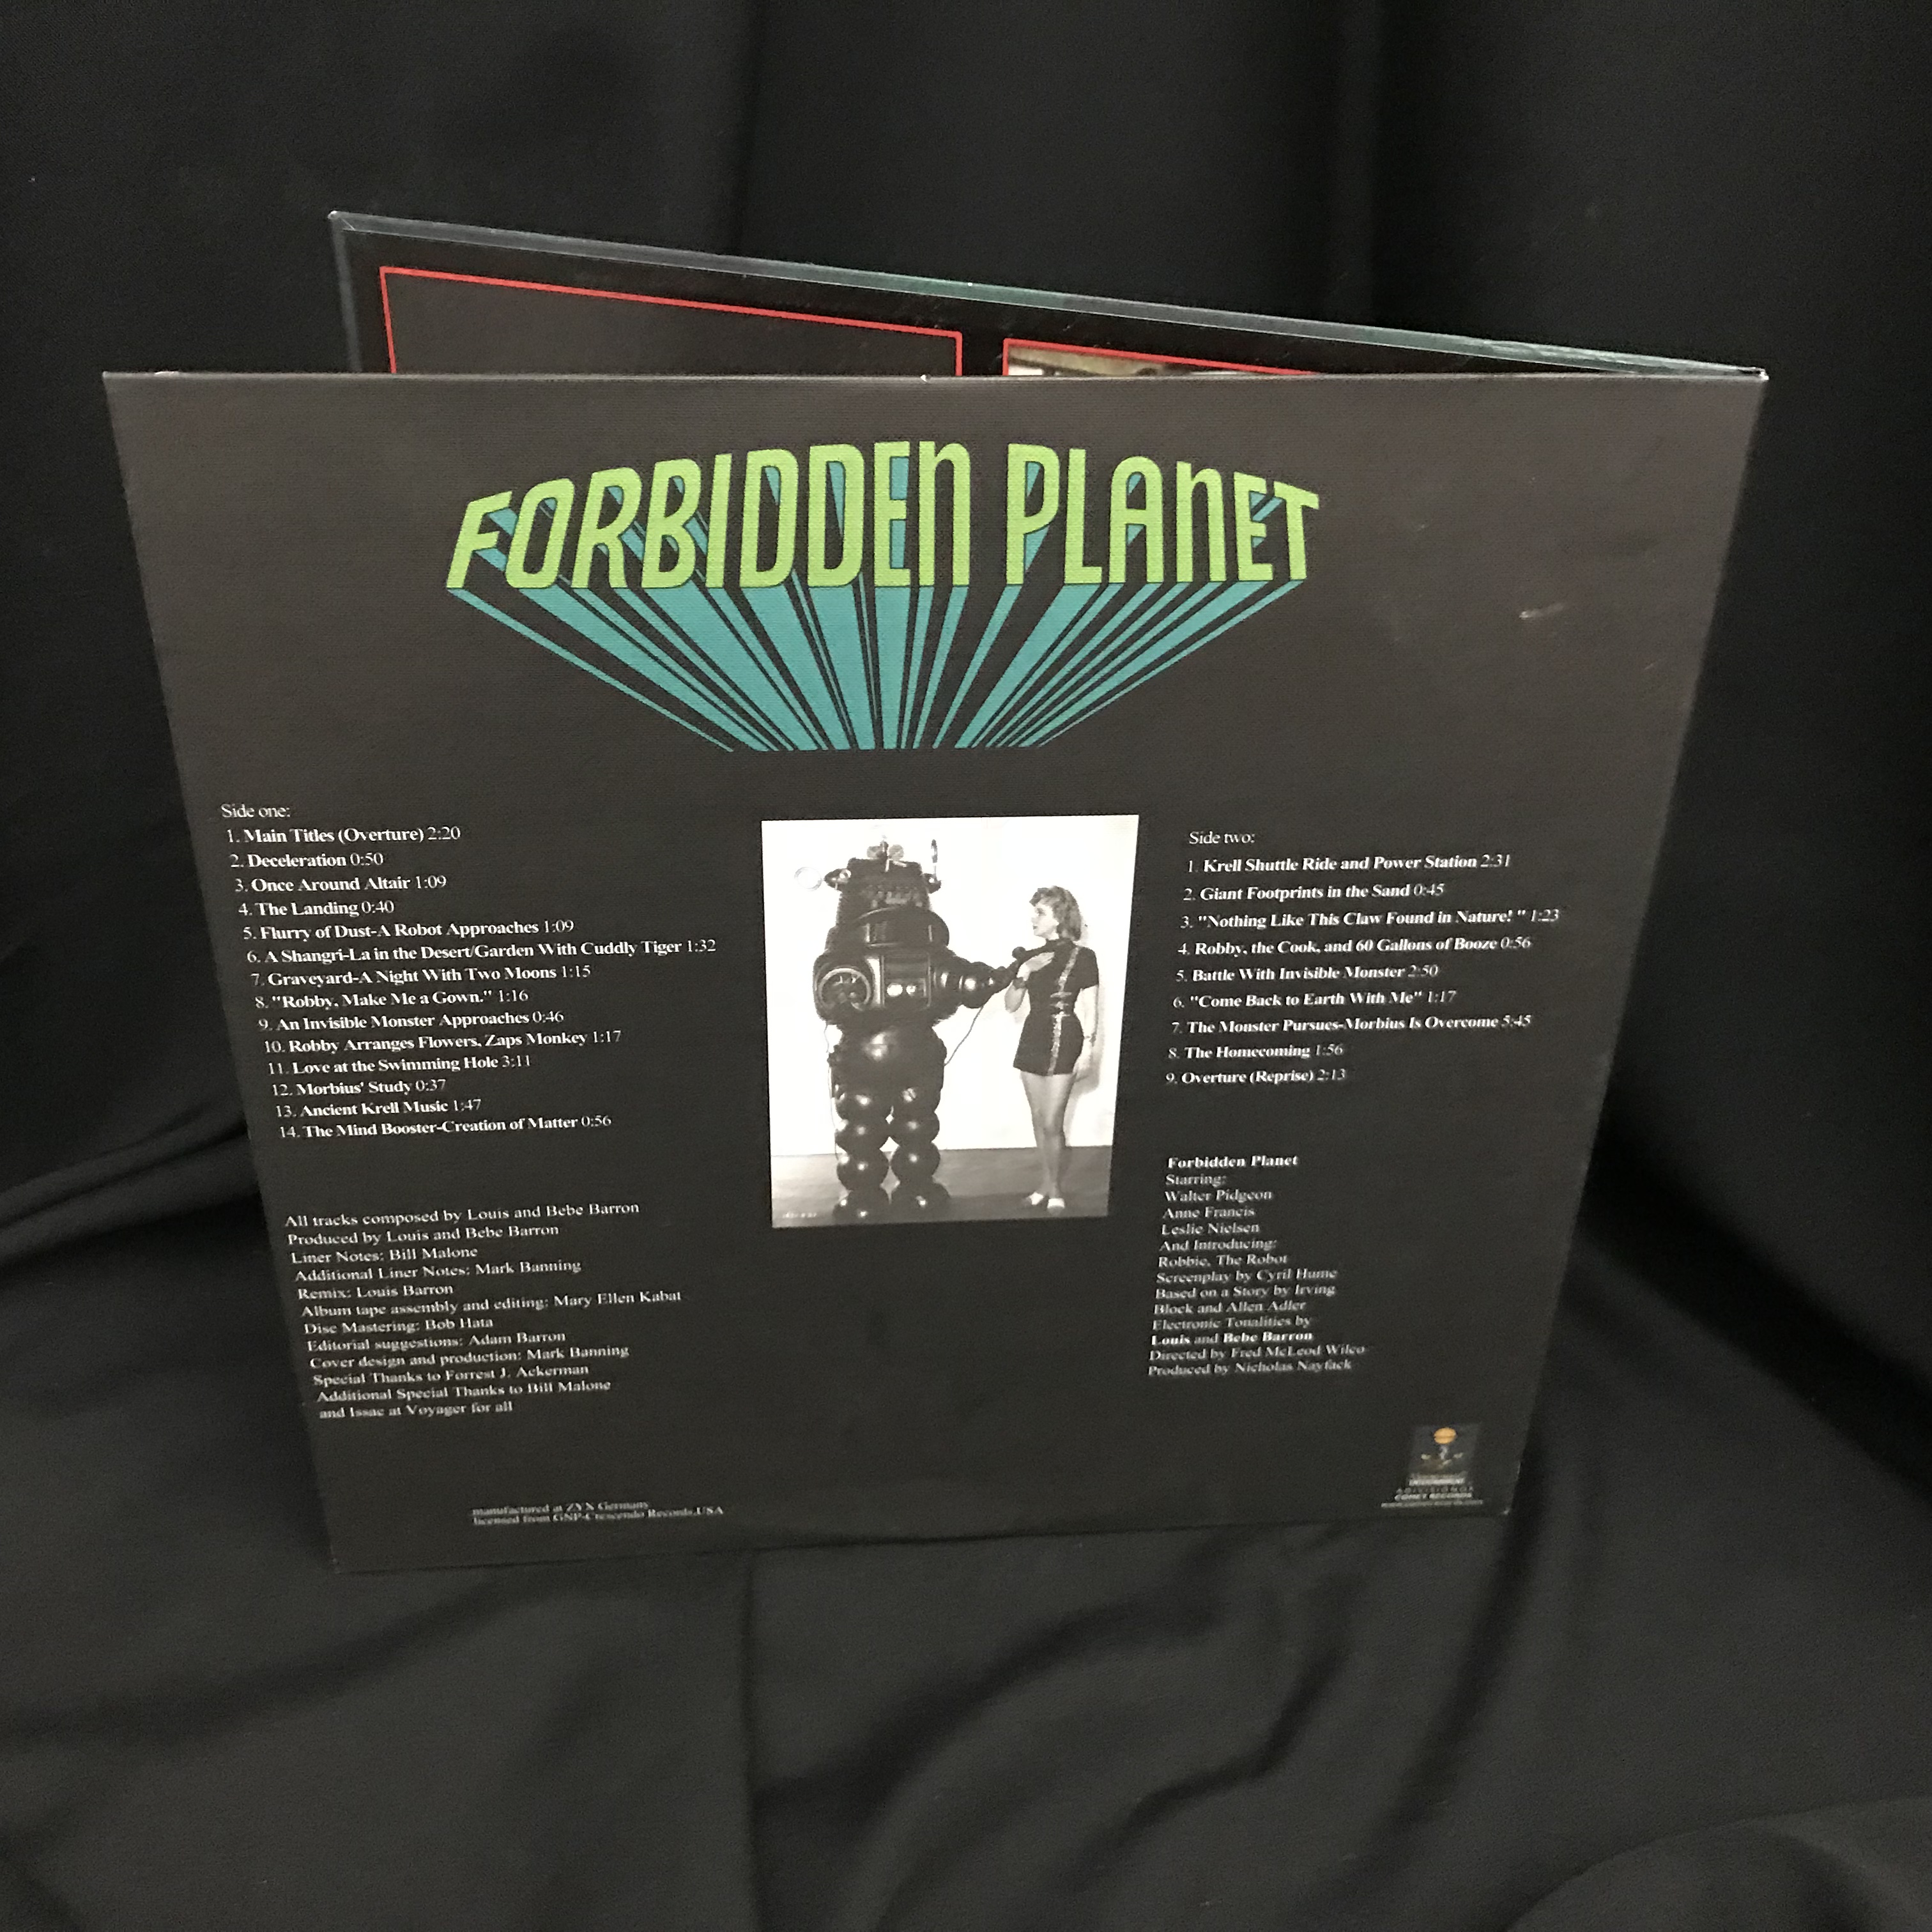 FORBIDDEN PLANET
Side one:
1. Main Titles (Overture) 2:20
2. Deceleration 0:50
3. Once Around Altair 1:09
4. The Landing 0:40
5. Flurry of Dust-A Robot Approaches 1:09
6. A Shangri-La in the Desert/Garden With Cuddly Tiger 1:32
7. Graveyard-A Night With Two Moons 1:15
8. "Robby, Make Me a Gown." 1:16
9. An Invisible Monster Approaches 0:46
10. Robby Arranges Flowers, Zaps Monkey 1:17
11. Love at the Swimming Hole 3:11
12. Morbius' Study 0:37
13. Ancient Krell Music 1:47
14. The Mind Booster-Creation of Matter 0:56
All tracks composed by Louis and Bebe Barron
Produced by Louis and Bebe Barron
Liner Notes: Bill Malone
Additional Liner Notes: Mark Banning
Remix: Louis Barron
Album tape assembly and editing: Mary Ellen Kabat
Disc Mastering: Bob Hata
Editorial suggestions: Adam Barron
Cover design and production: Mark Banning
Special Thanks to Forrest J. Ackerman
Additional Special Thanks to Bill Malone
and Issac at Voyager for all
manufactured at ZYX Germany
licensed from GNP-Crescendo Records,USA
Side two:
1. Krell Shuttle Ride and Power Station 2:31
2. Giant Footprints in the Sand 0:45
3. "Nothing Like This Claw Found in Nature! " 1:23
4. Robby, the Cook, and 60 Gallons of Booze 0:56
5. Battle With Invisible Monster 2:50
6. "Come Back to Earth With Me" 1:17
7. The Monster Pursues-Morbius Is Overcome 5:45
8. The Homecoming 1:56
9. Overture (Reprise) 2:13
Forbidden Planet
Starring:
Walter Pidgeon
Anne Francis
Leslie Nielsen
And Introducing:
Robbie, The Robot
Screenplay by Cyril Hume
Based on a Story by Irving
Block and Allen Adler
Electronic Tonalities by
Louis and Bebe Barron
Directed by Fred McLeod Wilco
Produced by Nicholas Nayfack
A DIVISION OF
COMET RECORDS